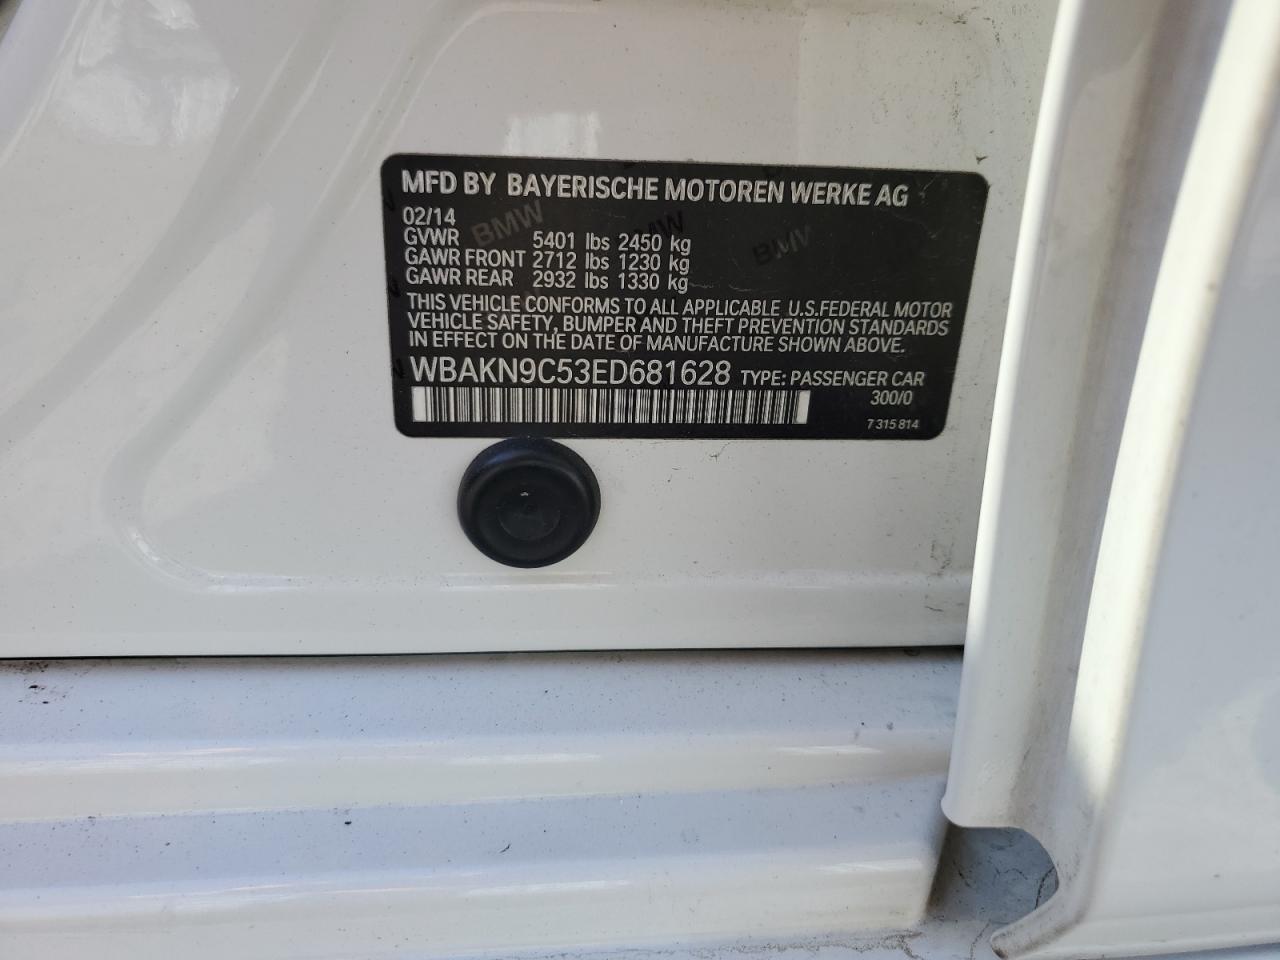 MFD BY BAYERISCHE MOTOREN WERKE AG
02/14
GVWR 5401 lbs 2450 kg
GAWR FRONT 2712 lbs 1230 kg
GAWR REAR 2932 lbs 1330 kg
THIS VEHICLE CONFORMS TO ALL APPLICABLE U.S.FEDERAL MOTOR
VEHICLE SAFETY, BUMPER AND THEFT PREVENTION STANDARDS
IN EFFECT ON THE DATE OF MANUFACTURE SHOWN ABOVE.
WBAKN9C53ED681628 TYPE: PASSENGER CAR
300/0
7 315 814
BMW
BMW
BMW